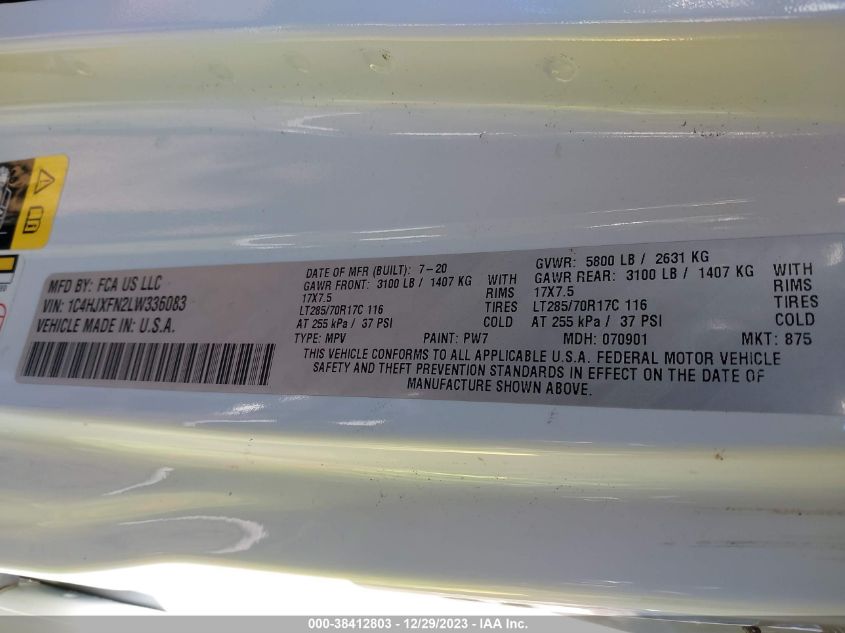 MFD BY: FCA US LLC
VIN: 1C4HJXFN2LW336083
VEHICLE MADE IN: U.S.A.
DATE OF MFR (BUILT): 7-20
GAWR FRONT: 3100 LB / 1407 KG WITH
17X7.5 RIMS
LT285/70R17C 116 TIRES
AT 255 kPa / 37 PSI COLD
GVWR: 5800 LB / 2631 KG
GAWR REAR: 3100 LB / 1407 KG WITH
17X7.5 RIMS
LT285/70R17C 116 TIRES
AT 255 kPa / 37 PSI COLD
TYPE: MPV PAINT: PW7 MDH: 070901 MKT: 875
THIS VEHICLE CONFORMS TO ALL APPLICABLE U.S.A. FEDERAL MOTOR VEHICLE
SAFETY AND THEFT PREVENTION STANDARDS IN EFFECT ON THE DATE OF
MANUFACTURE SHOWN ABOVE.
000-38412803 - 12/29/2023 - IAA Inc.